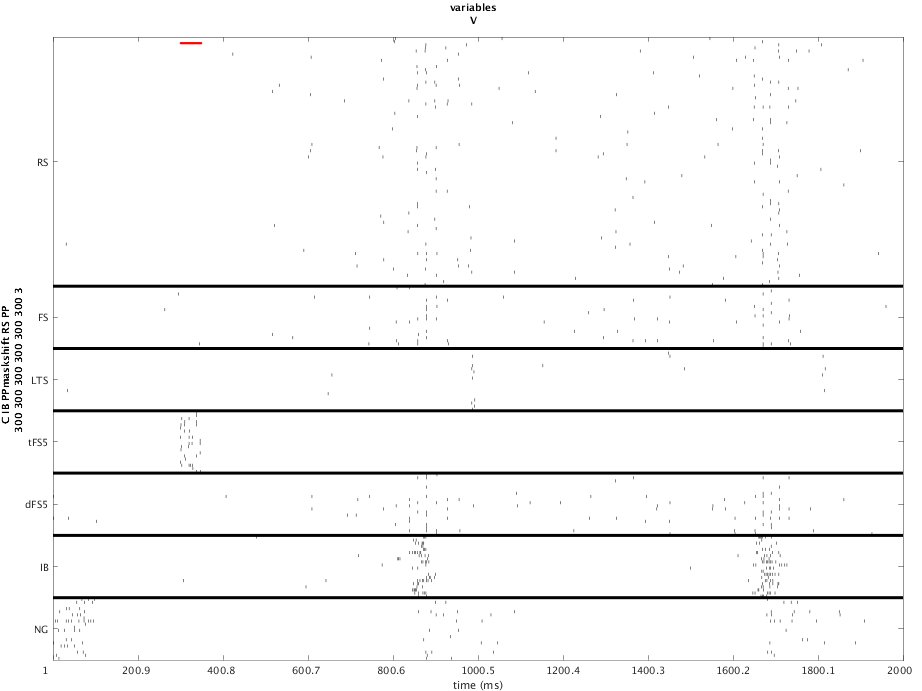 variables
V
RS
FS
LTS
tFS5
dFS5
IB
NG
C IB PPmaskshift RS PP
300 300 300 300 300 300 3
1
200.9
400.8
600.7
800.6
1000.5
1200.4
1400.3
1600.2
1800.1
2000
time (ms)